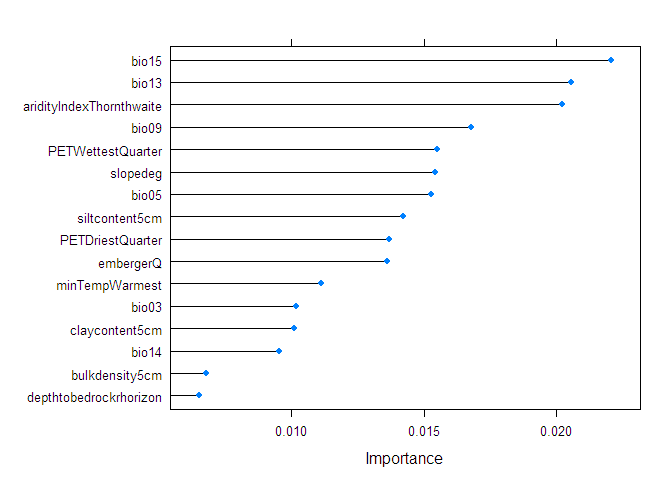 bio15
bio13
aridityIndexThornthwaite
bio09
PETWettestQuarter
slopedeg
bio05
siltcontent5cm
PETDriestQuarter
embergerQ
minTempWarmest
bio03
claycontent5cm
bio14
bulkdensity5cm
depthtobedrockrhorizon
0.010 0.015 0.020
Importance